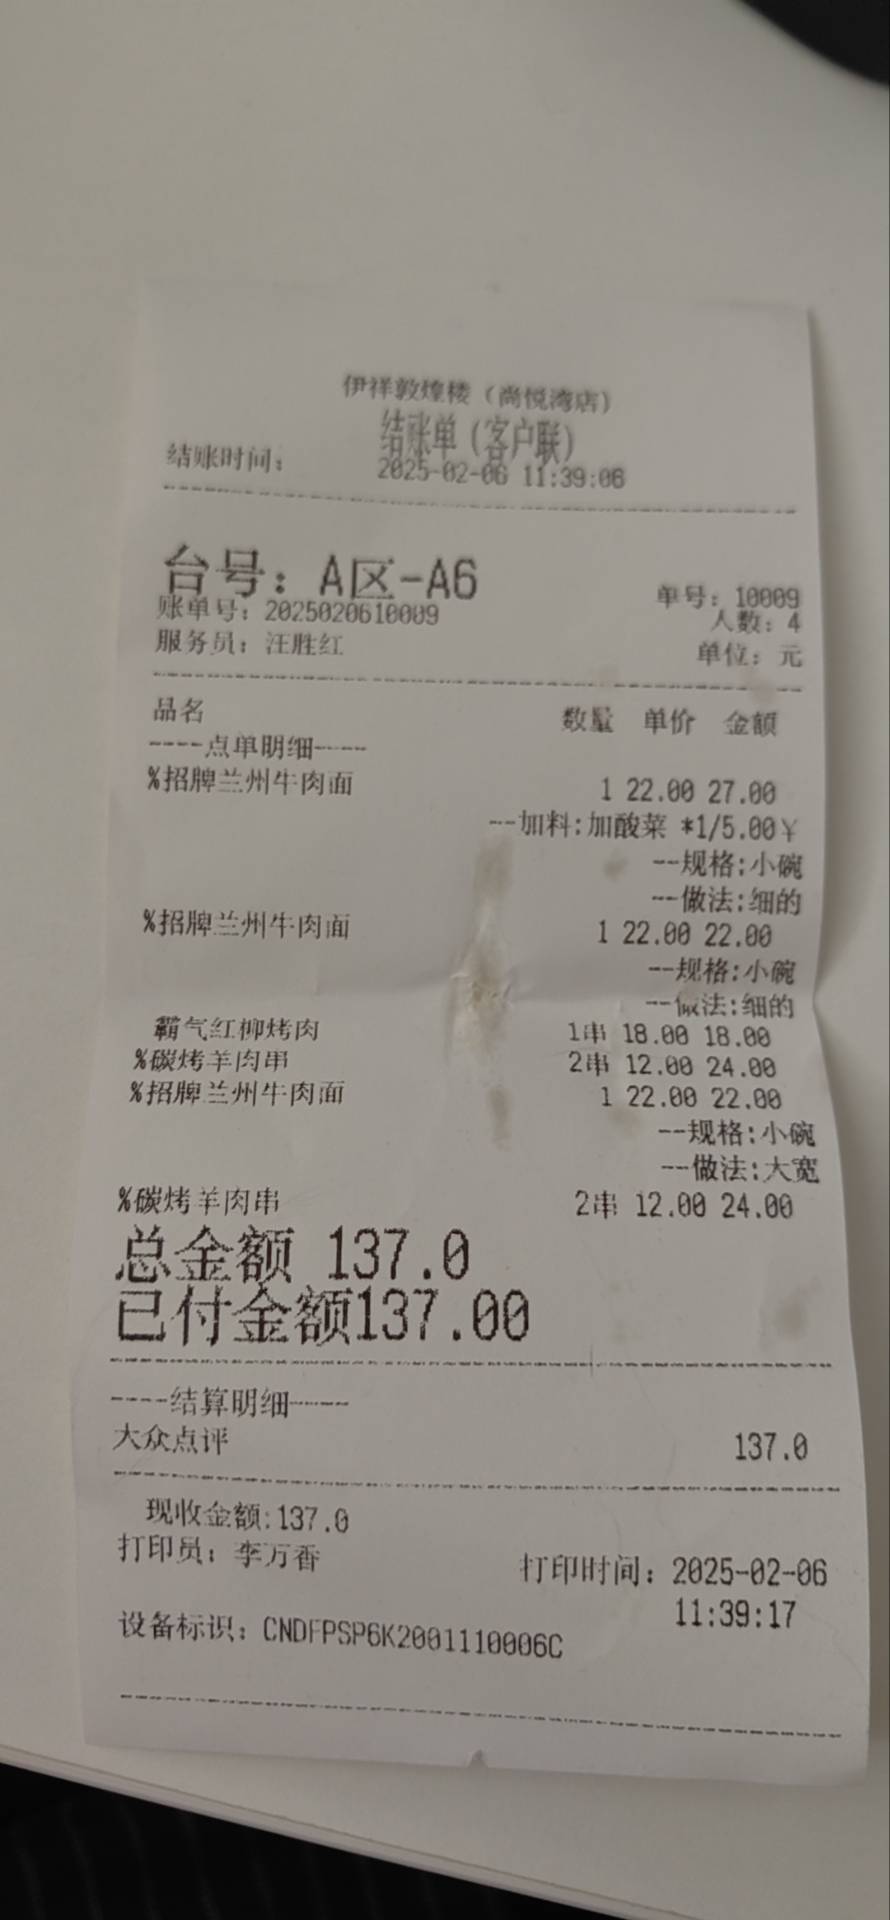 伊祥敦煌楼（尚悦湾店）
结账单（客户联）
结账时间： 2025-02-06 11:39:06
台号：A区-A6
单号：10009
账单号：2025020610009 人数：4
服务员：汪胜红 单位：元
品名 数量 单价 金额
----点单明细----
%招牌兰州牛肉面 1 22.00 27.00
--加料:加酸菜 *1/5.00￥
--规格:小碗
--做法:细的
%招牌兰州牛肉面 1 22.00 22.00
--规格:小碗
--做法:细的
霸气红柳烤肉 1串 18.00 18.00
%碳烤羊肉串 2串 12.00 24.00
%招牌兰州牛肉面 1 22.00 22.00
--规格:小碗
--做法:大宽
%碳烤羊肉串 2串 12.00 24.00
总金额 137.0
已付金额137.00
----结算明细----
大众点评 137.0
现收金额:137.0
打印员：李万香 打印时间：2025-02-06
11:39:17
设备标识：CNDFPSP6K2001110006C